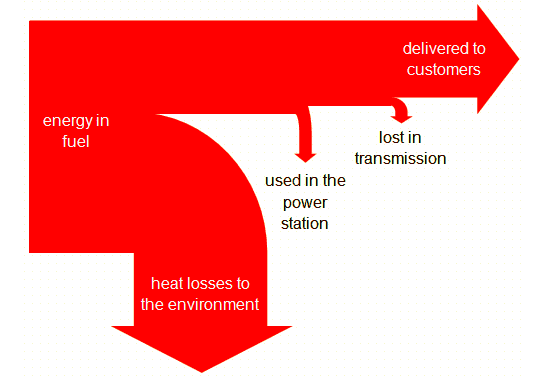 delivered to
customers
energy in
fuel
lost in
transmission
used in the
power
station
heat losses to
the environment